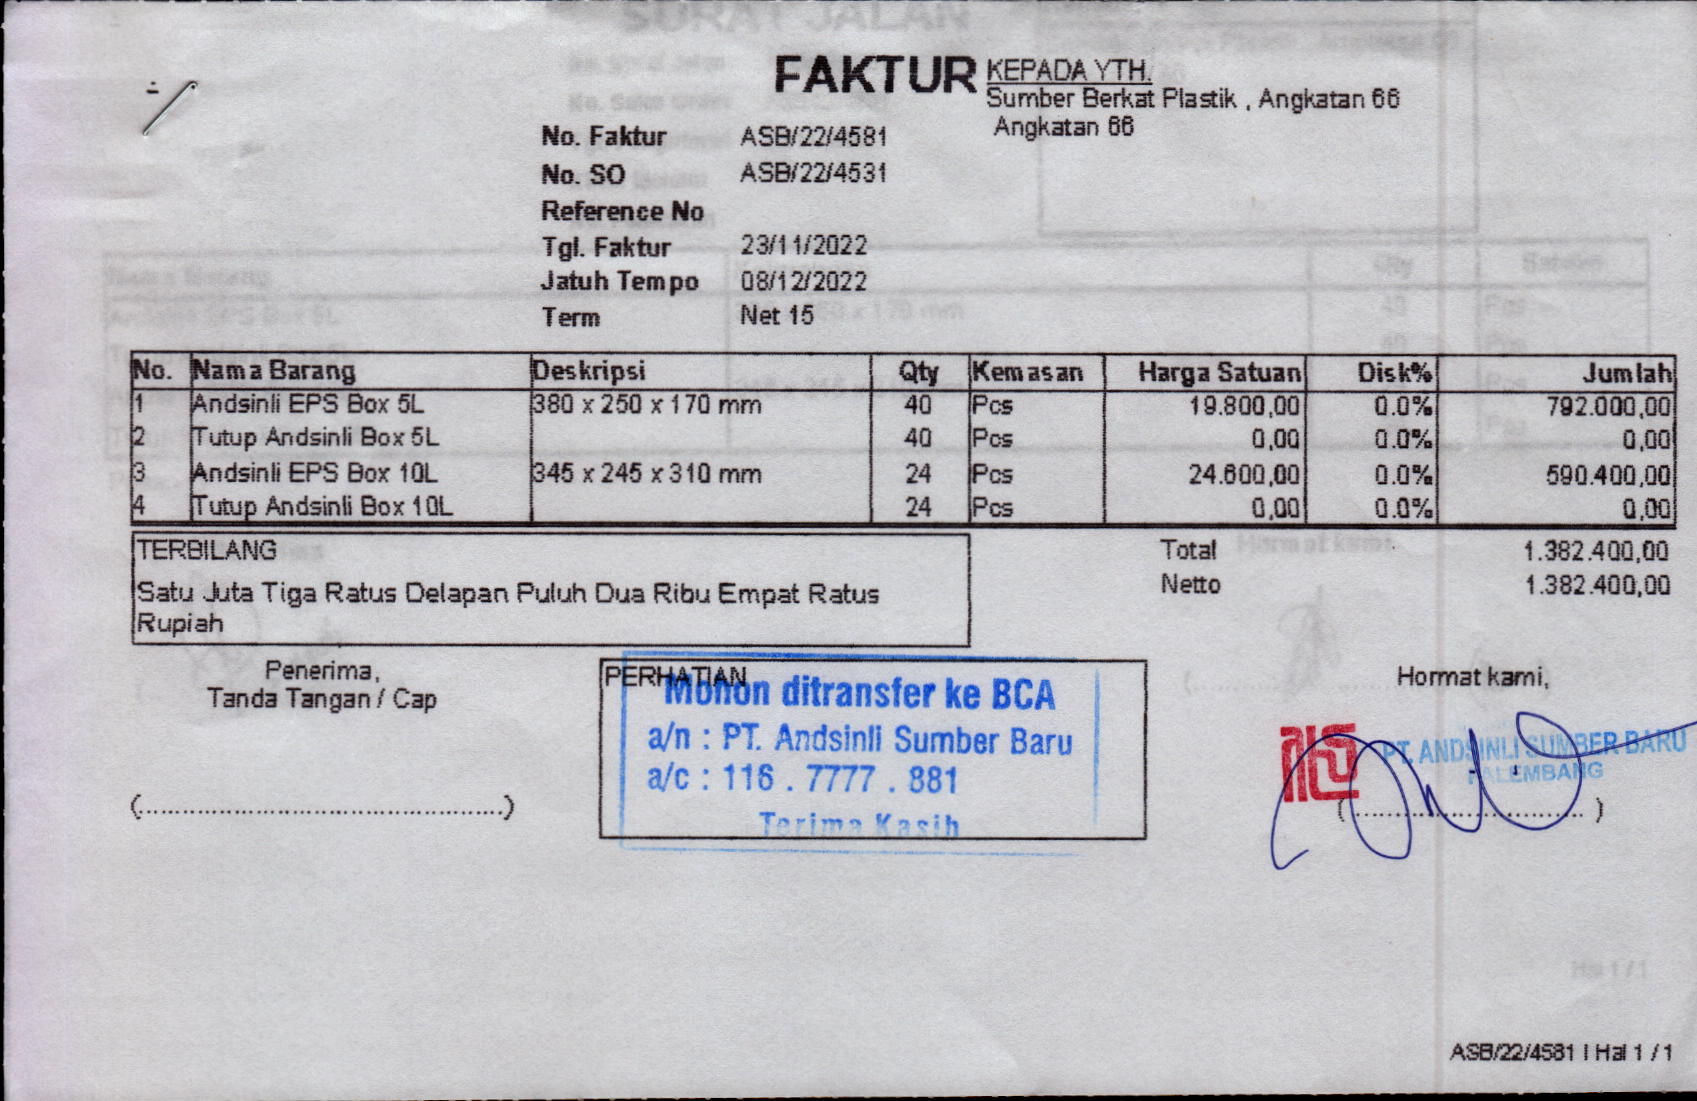 FAKTUR
KEPADA YTH.
Sumber Berkat Plastik , Angkatan 66
Angkatan 66
No. Faktur ASB/22/4581
No. SO ASB/22/4531
Reference No
Tgl. Faktur 23/11/2022
Jatuh Tempo 08/12/2022
Term Net 15
No. Nama Barang Deskripsi Qty Kemasan Harga Satuan Disk% Jumlah
1 Andsinli EPS Box 5L 380 x 250 x 170 mm 40 Pcs 19.800,00 0.0% 792.000,00
2 Tutup Andsinli Box 5L 40 Pcs 0,00 0.0% 0,00
3 Andsinli EPS Box 10L 345 x 245 x 310 mm 24 Pcs 24.600,00 0.0% 590.400,00
4 Tutup Andsinli Box 10L 24 Pcs 0,00 0.0% 0,00
TERBILANG
Satu Juta Tiga Ratus Delapan Puluh Dua Ribu Empat Ratus
Rupiah
Total 1.382.400,00
Netto 1.382.400,00
Penerima,
Tanda Tangan / Cap
(..................................................)
PERHATIAN
Mohon ditransfer ke BCA
a/n : PT. Andsinli Sumber Baru
a/c : 116 . 7777 . 881
Terima Kasih
Hormat kami,
PT. ANDSINLI SUMBER BARU
PALEMBANG
(................................)
ASB/22/4581 | Hal 1 / 1